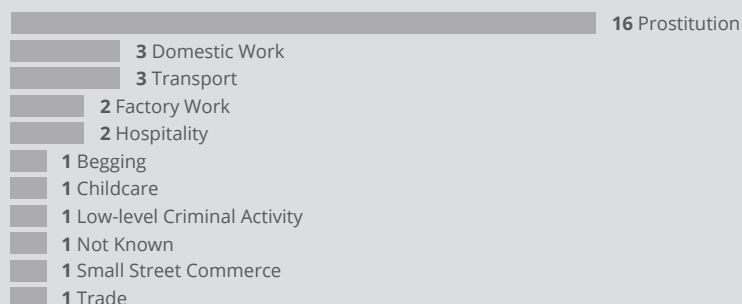 16 Prostitution
3 Domestic Work
3 Transport
2 Factory Work
2 Hospitality
1 Begging
1 Childcare
1 Low-level Criminal Activity
1 Not Known
1 Small Street Commerce
1 Trade